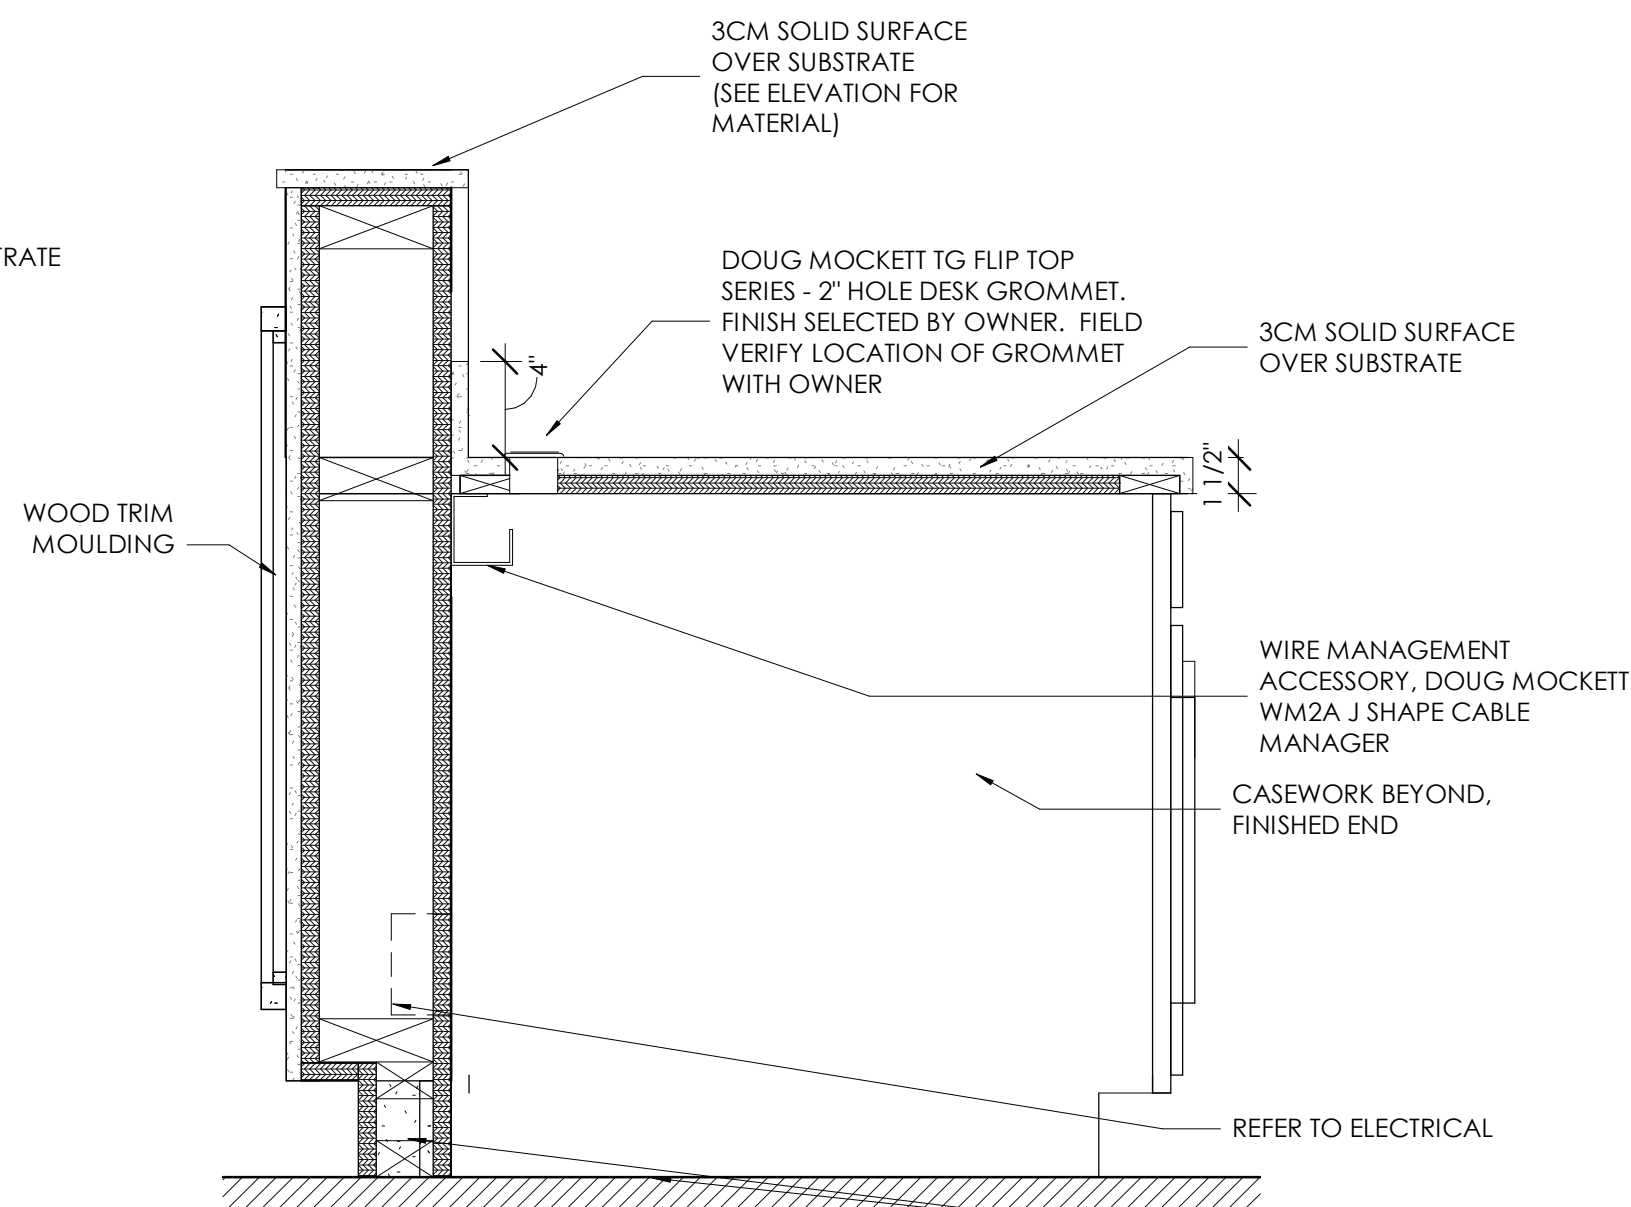 3CM SOLID SURFACE
OVER SUBSTRATE
(SEE ELEVATION FOR
MATERIAL)
TRATE
DOUG MOCKETT TG FLIP TOP
SERIES - 2" HOLE DESK GROMMET.
FINISH SELECTED BY OWNER. FIELD
VERIFY LOCATION OF GROMMET
WITH OWNER
3CM SOLID SURFACE
OVER SUBSTRATE
4"
1 1/2"
WOOD TRIM
MOULDING
WIRE MANAGEMENT
ACCESSORY, DOUG MOCKETT
WM2A J SHAPE CABLE
MANAGER
CASEWORK BEYOND,
FINISHED END
REFER TO ELECTRICAL